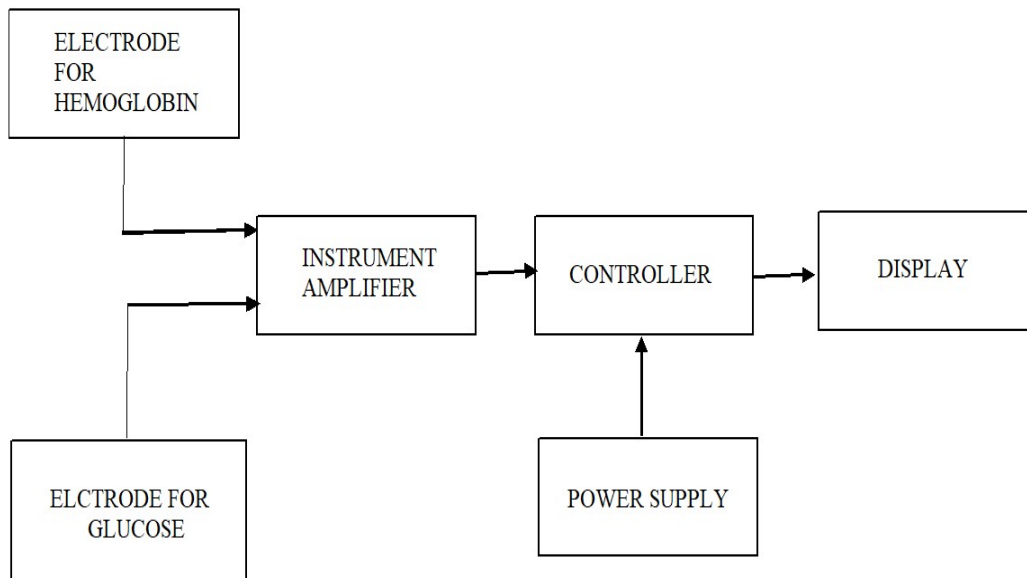 ELECTRODE
FOR
HEMOGLOBIN
INSTRUMENT
AMPLIFIER
CONTROLLER
DISPLAY
ELCTRODE FOR
GLUCOSE
POWER SUPPLY